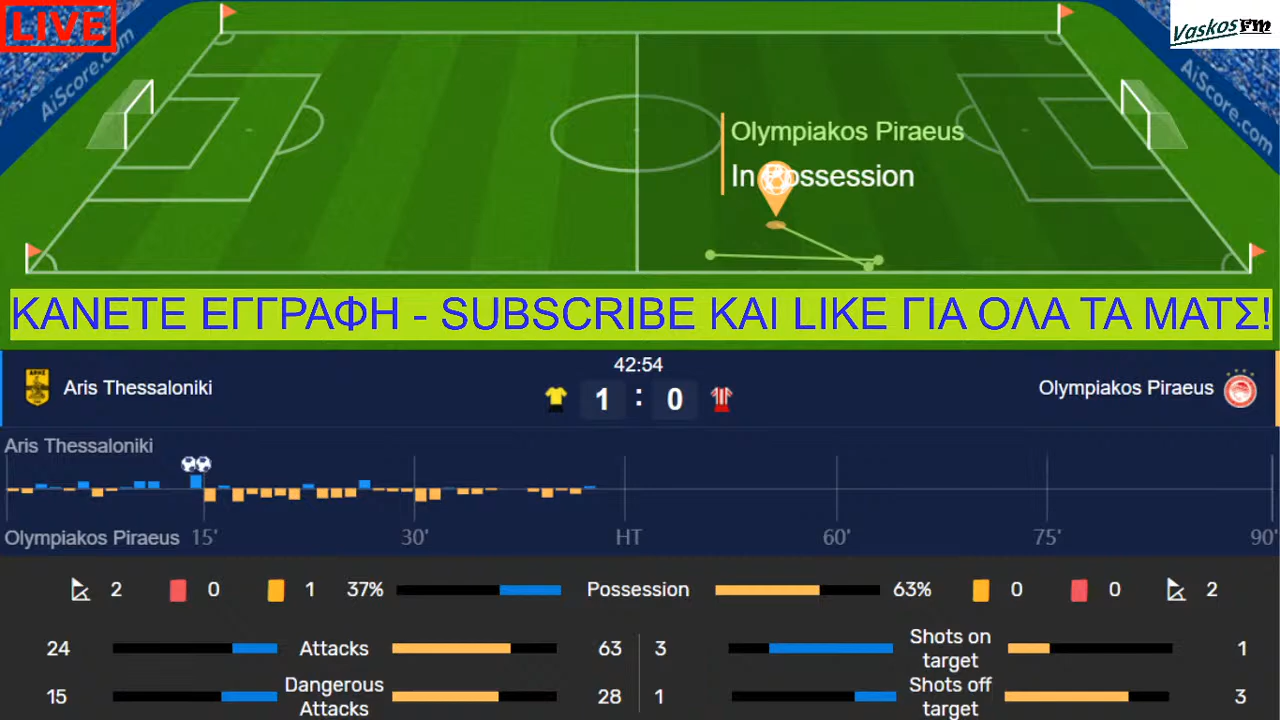 LIVE
Vaskos FM
AiScore.com
AiScore.com
Olympiakos Piraeus
In Possession
ΚΑΝΕΤΕ ΕΓΓΡΑΦΗ - SUBSCRIBE ΚΑΙ LIKE ΓΙΑ ΟΛΑ ΤΑ ΜΑΤΣ!
42:54
Aris Thessaloniki
1 : 0
Olympiakos Piraeus
Aris Thessaloniki
Olympiakos Piraeus
15' 30' HT 60' 75' 90'
2 0 1 37% Possession 63% 0 0 2
24 Attacks 63
3 Shots on target 1
15 Dangerous Attacks 28
1 Shots off target 3